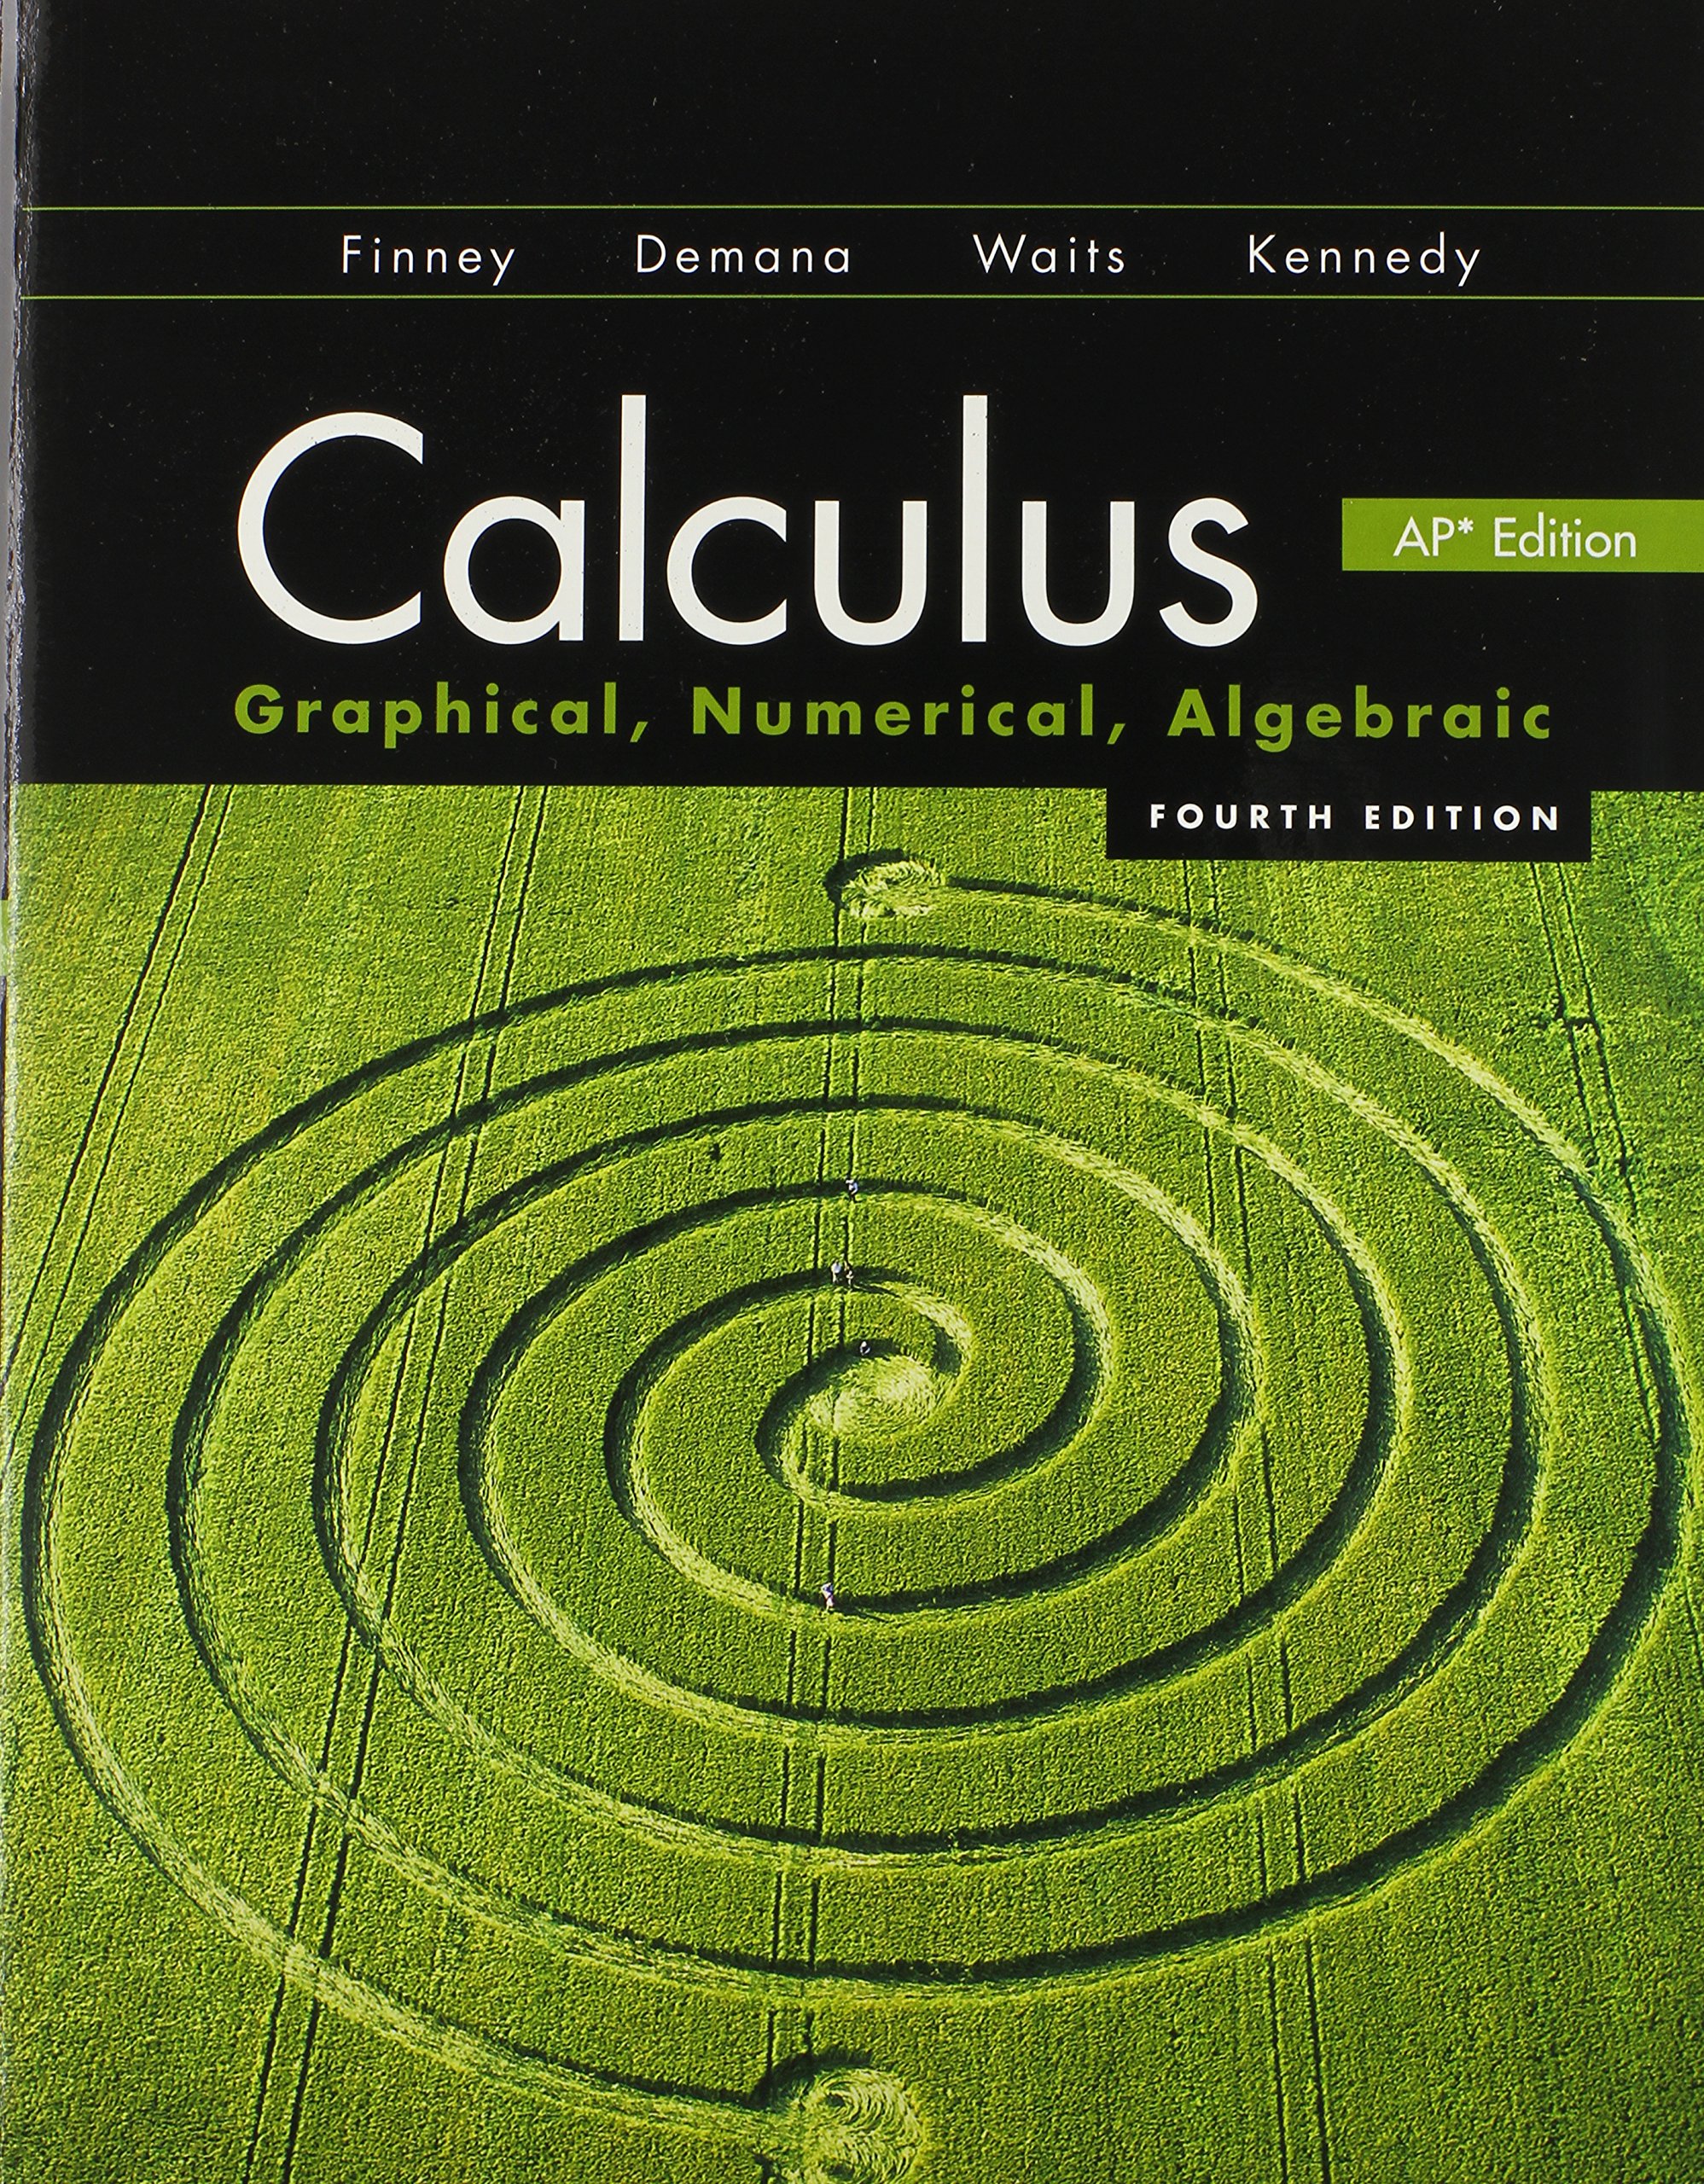 Finney Demana Waits Kennedy
Calculus
AP* Edition
Graphical, Numerical, Algebraic
FOURTH EDITION